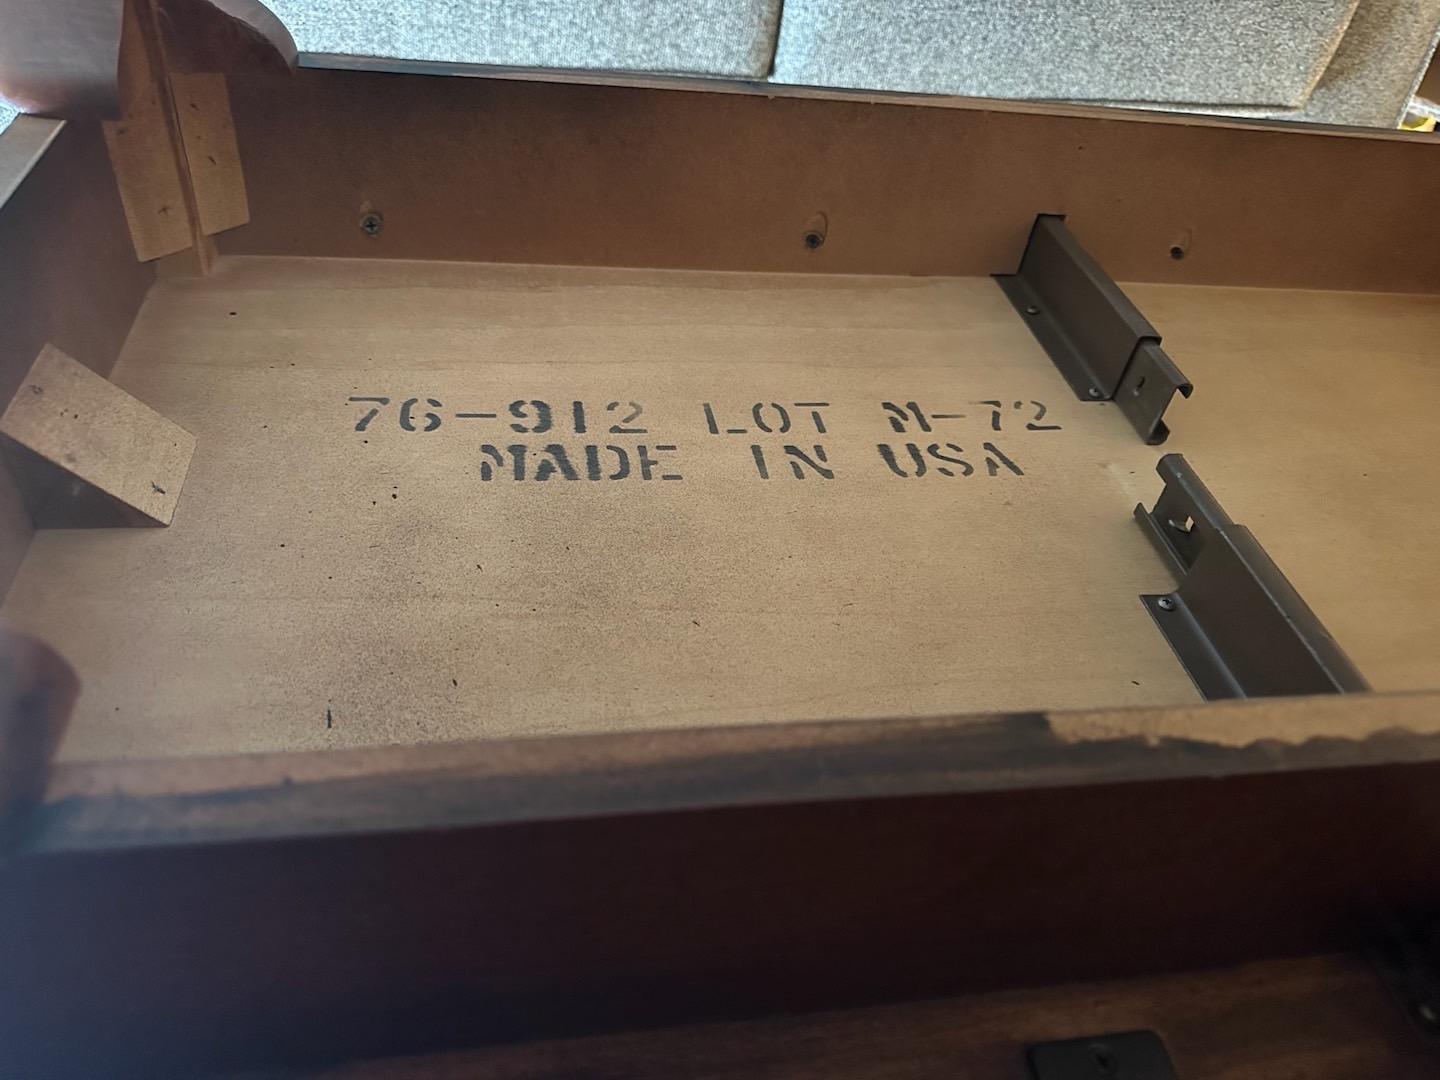 76-912 LOT M-72
MADE IN USA